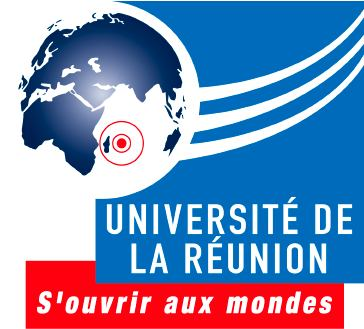 UNIVERSITÉ DE
LA RÉUNION
S'ouvrir aux mondes